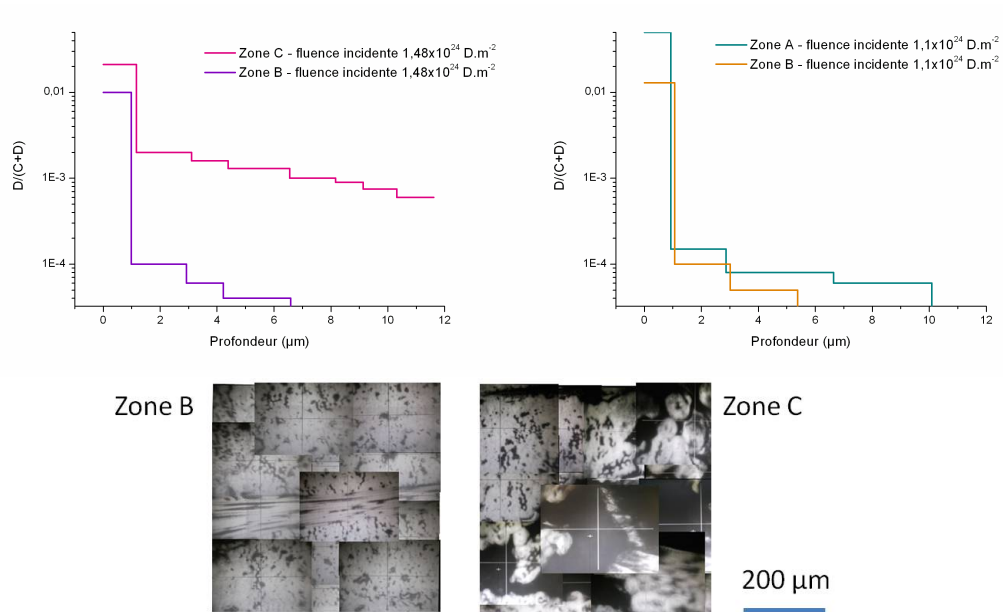 Zone C - fluence incidente 1,48x10²⁴ D.m⁻²
Zone B - fluence incidente 1,48x10²⁴ D.m⁻²
0,01
1E-3
1E-4
D/(C+D)
0 2 4 6 8 10 12
Profondeur (µm)
Zone A - fluence incidente 1,1x10²⁴ D.m⁻²
Zone B - fluence incidente 1,1x10²⁴ D.m⁻²
0,01
1E-3
1E-4
D/(C+D)
0 2 4 6 8 10 12
Profondeur (µm)
Zone B
Zone C
200 µm